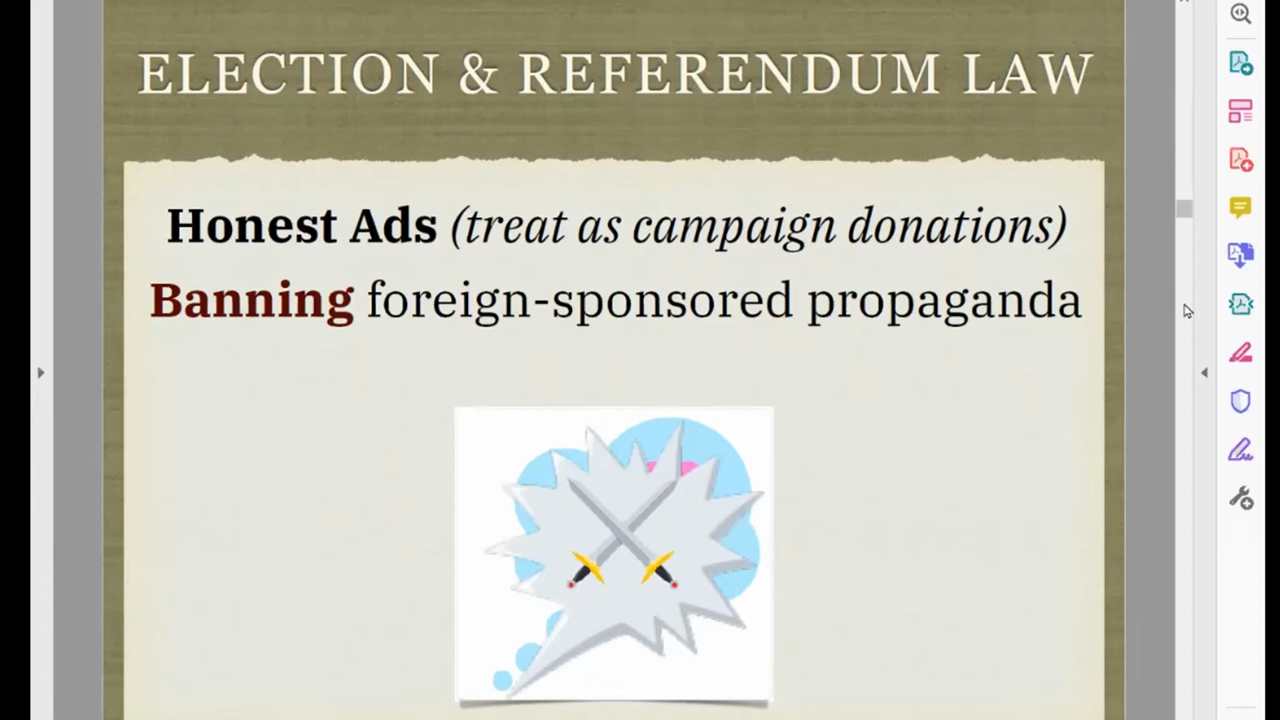 ELECTION & REFERENDUM LAW
Honest Ads (treat as campaign donations)
Banning foreign-sponsored propaganda